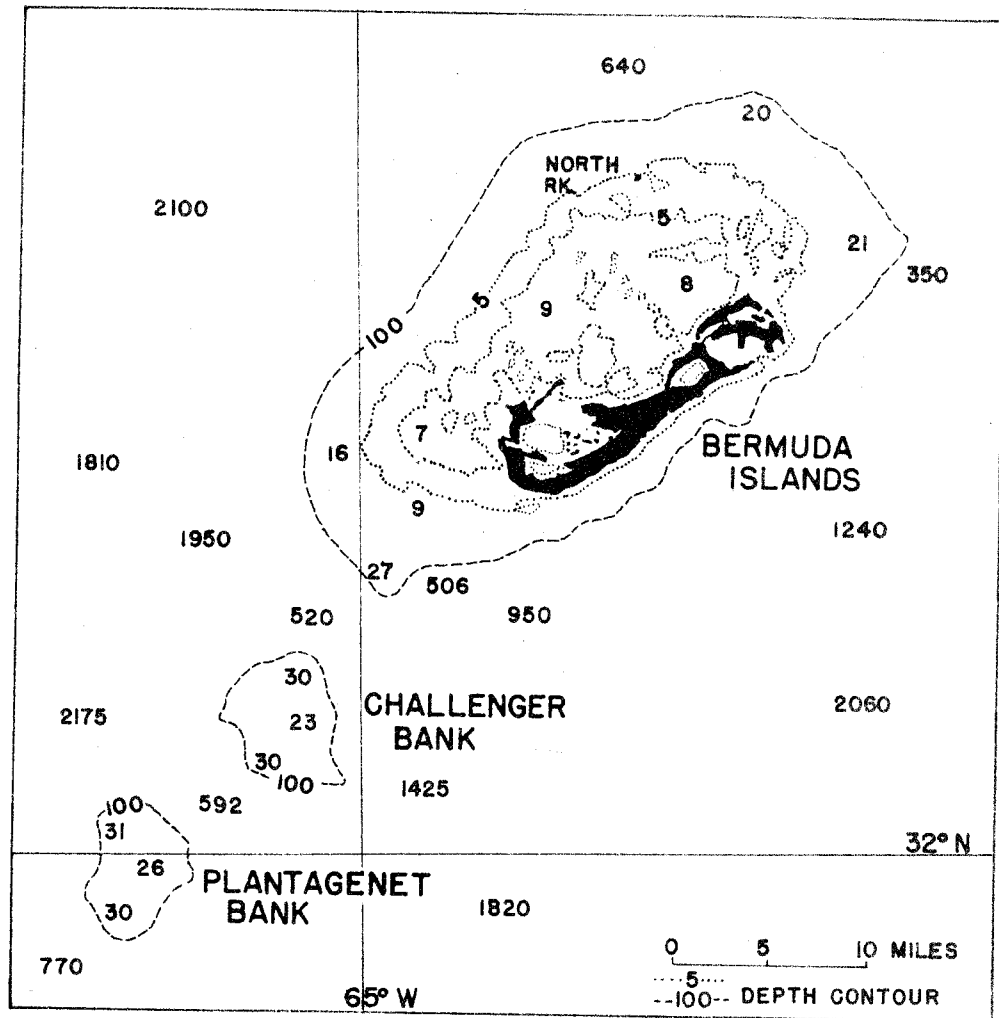 640
20
NORTH
RK.
2100
5
21
350
8
5
9
100
7
16
1810
BERMUDA
ISLANDS
9
1240
1950
27
506
520
950
30
CHALLENGER
BANK
23
2175
2060
30
100
1425
592
100
31
32° N
26
PLANTAGENET
BANK
30
1820
0 5 10 MILES
770
····5····
--100-- DEPTH CONTOUR
65° W